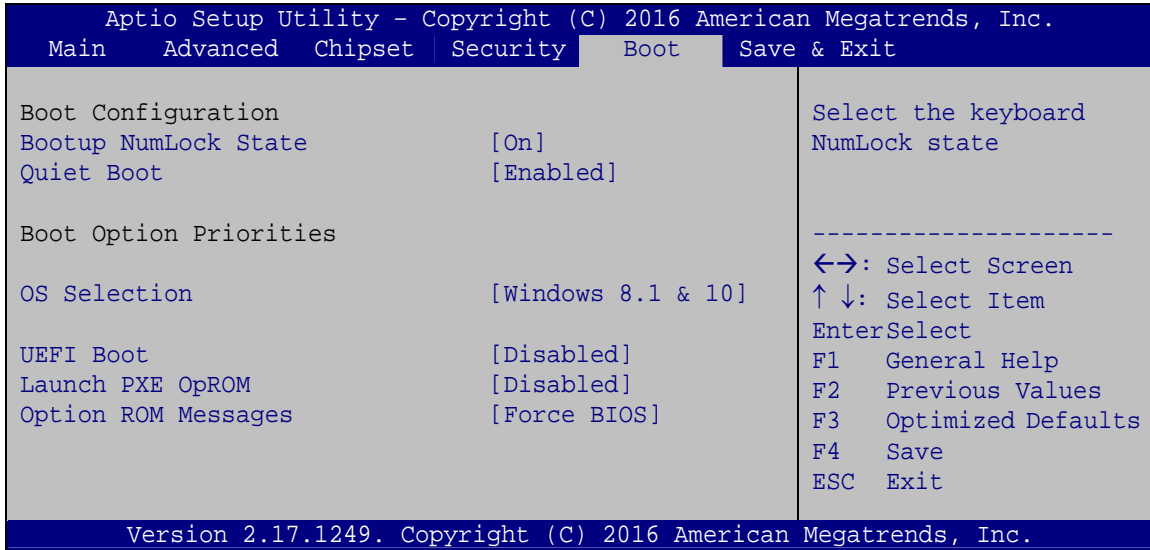 Aptio Setup Utility – Copyright (C) 2016 American Megatrends, Inc.
Main Advanced Chipset Security Boot Save & Exit
Boot Configuration
Bootup NumLock State [On]
Quiet Boot [Enabled]
Boot Option Priorities
OS Selection [Windows 8.1 & 10]
UEFI Boot [Disabled]
Launch PXE OpROM [Disabled]
Option ROM Messages [Force BIOS]
Select the keyboard
NumLock state
---------------------
←→: Select Screen
↑ ↓: Select Item
EnterSelect
F1 General Help
F2 Previous Values
F3 Optimized Defaults
F4 Save
ESC Exit
Version 2.17.1249. Copyright (C) 2016 American Megatrends, Inc.